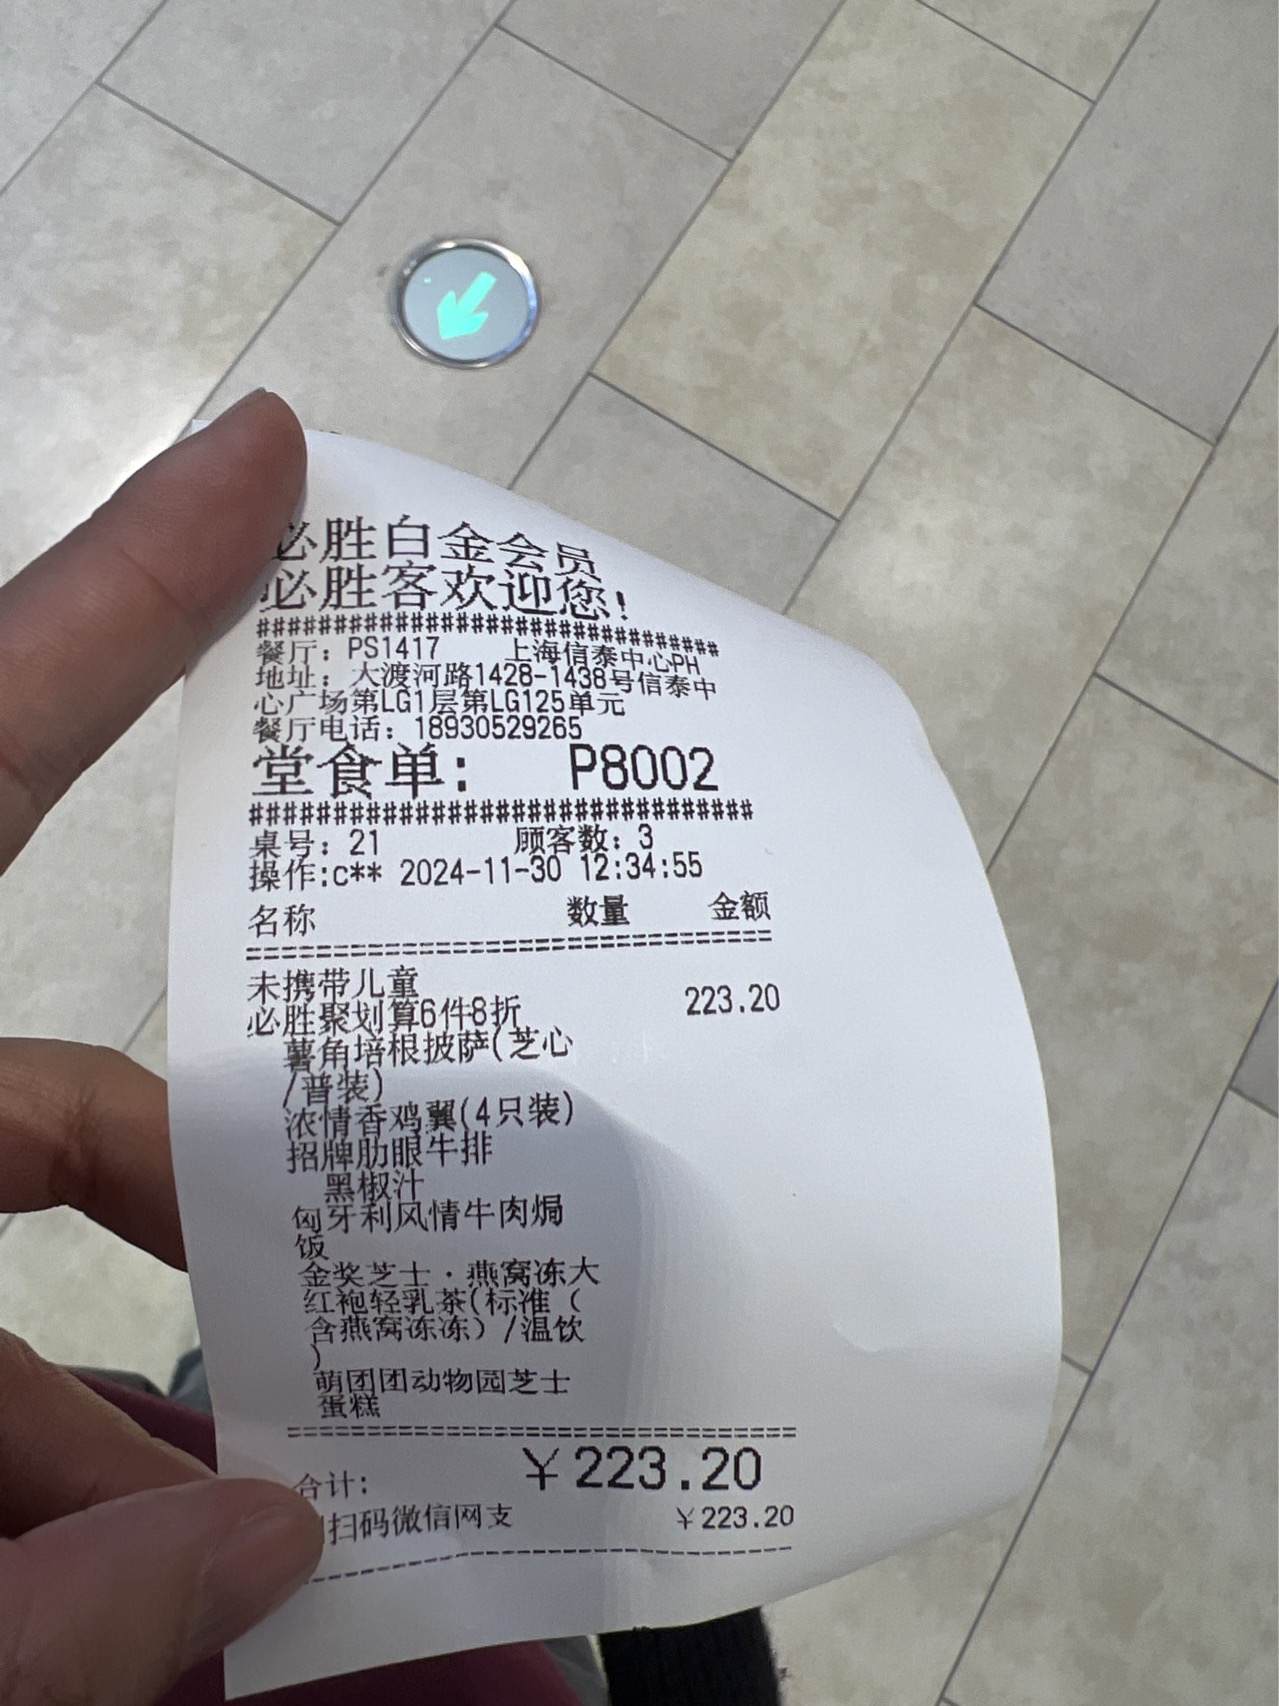 必胜白金会员
必胜客欢迎您!
##############################
餐厅: PS1417 上海信泰中心PH
地址: 大渡河路1428-1438号信泰中
心广场第LG1层第LG125单元
餐厅电话: 18930529265
堂食单: P8002
##############################
桌号: 21 顾客数: 3
操作:c** 2024-11-30 12:34:55
名称 数量 金额
==============================
未携带儿童
必胜聚划算6件8折 223.20
薯角培根披萨(芝心
/普装)
浓情香鸡翼(4只装)
招牌肋眼牛排
黑椒汁
匈牙利风情牛肉焗
饭
金奖芝士·燕窝冻大
红袍轻乳茶(标准 (
含燕窝冻冻) /温饮
)
萌团团动物园芝士
蛋糕
==============================
合计: ￥223.20
扫码微信网支 ￥223.20
------------------------------